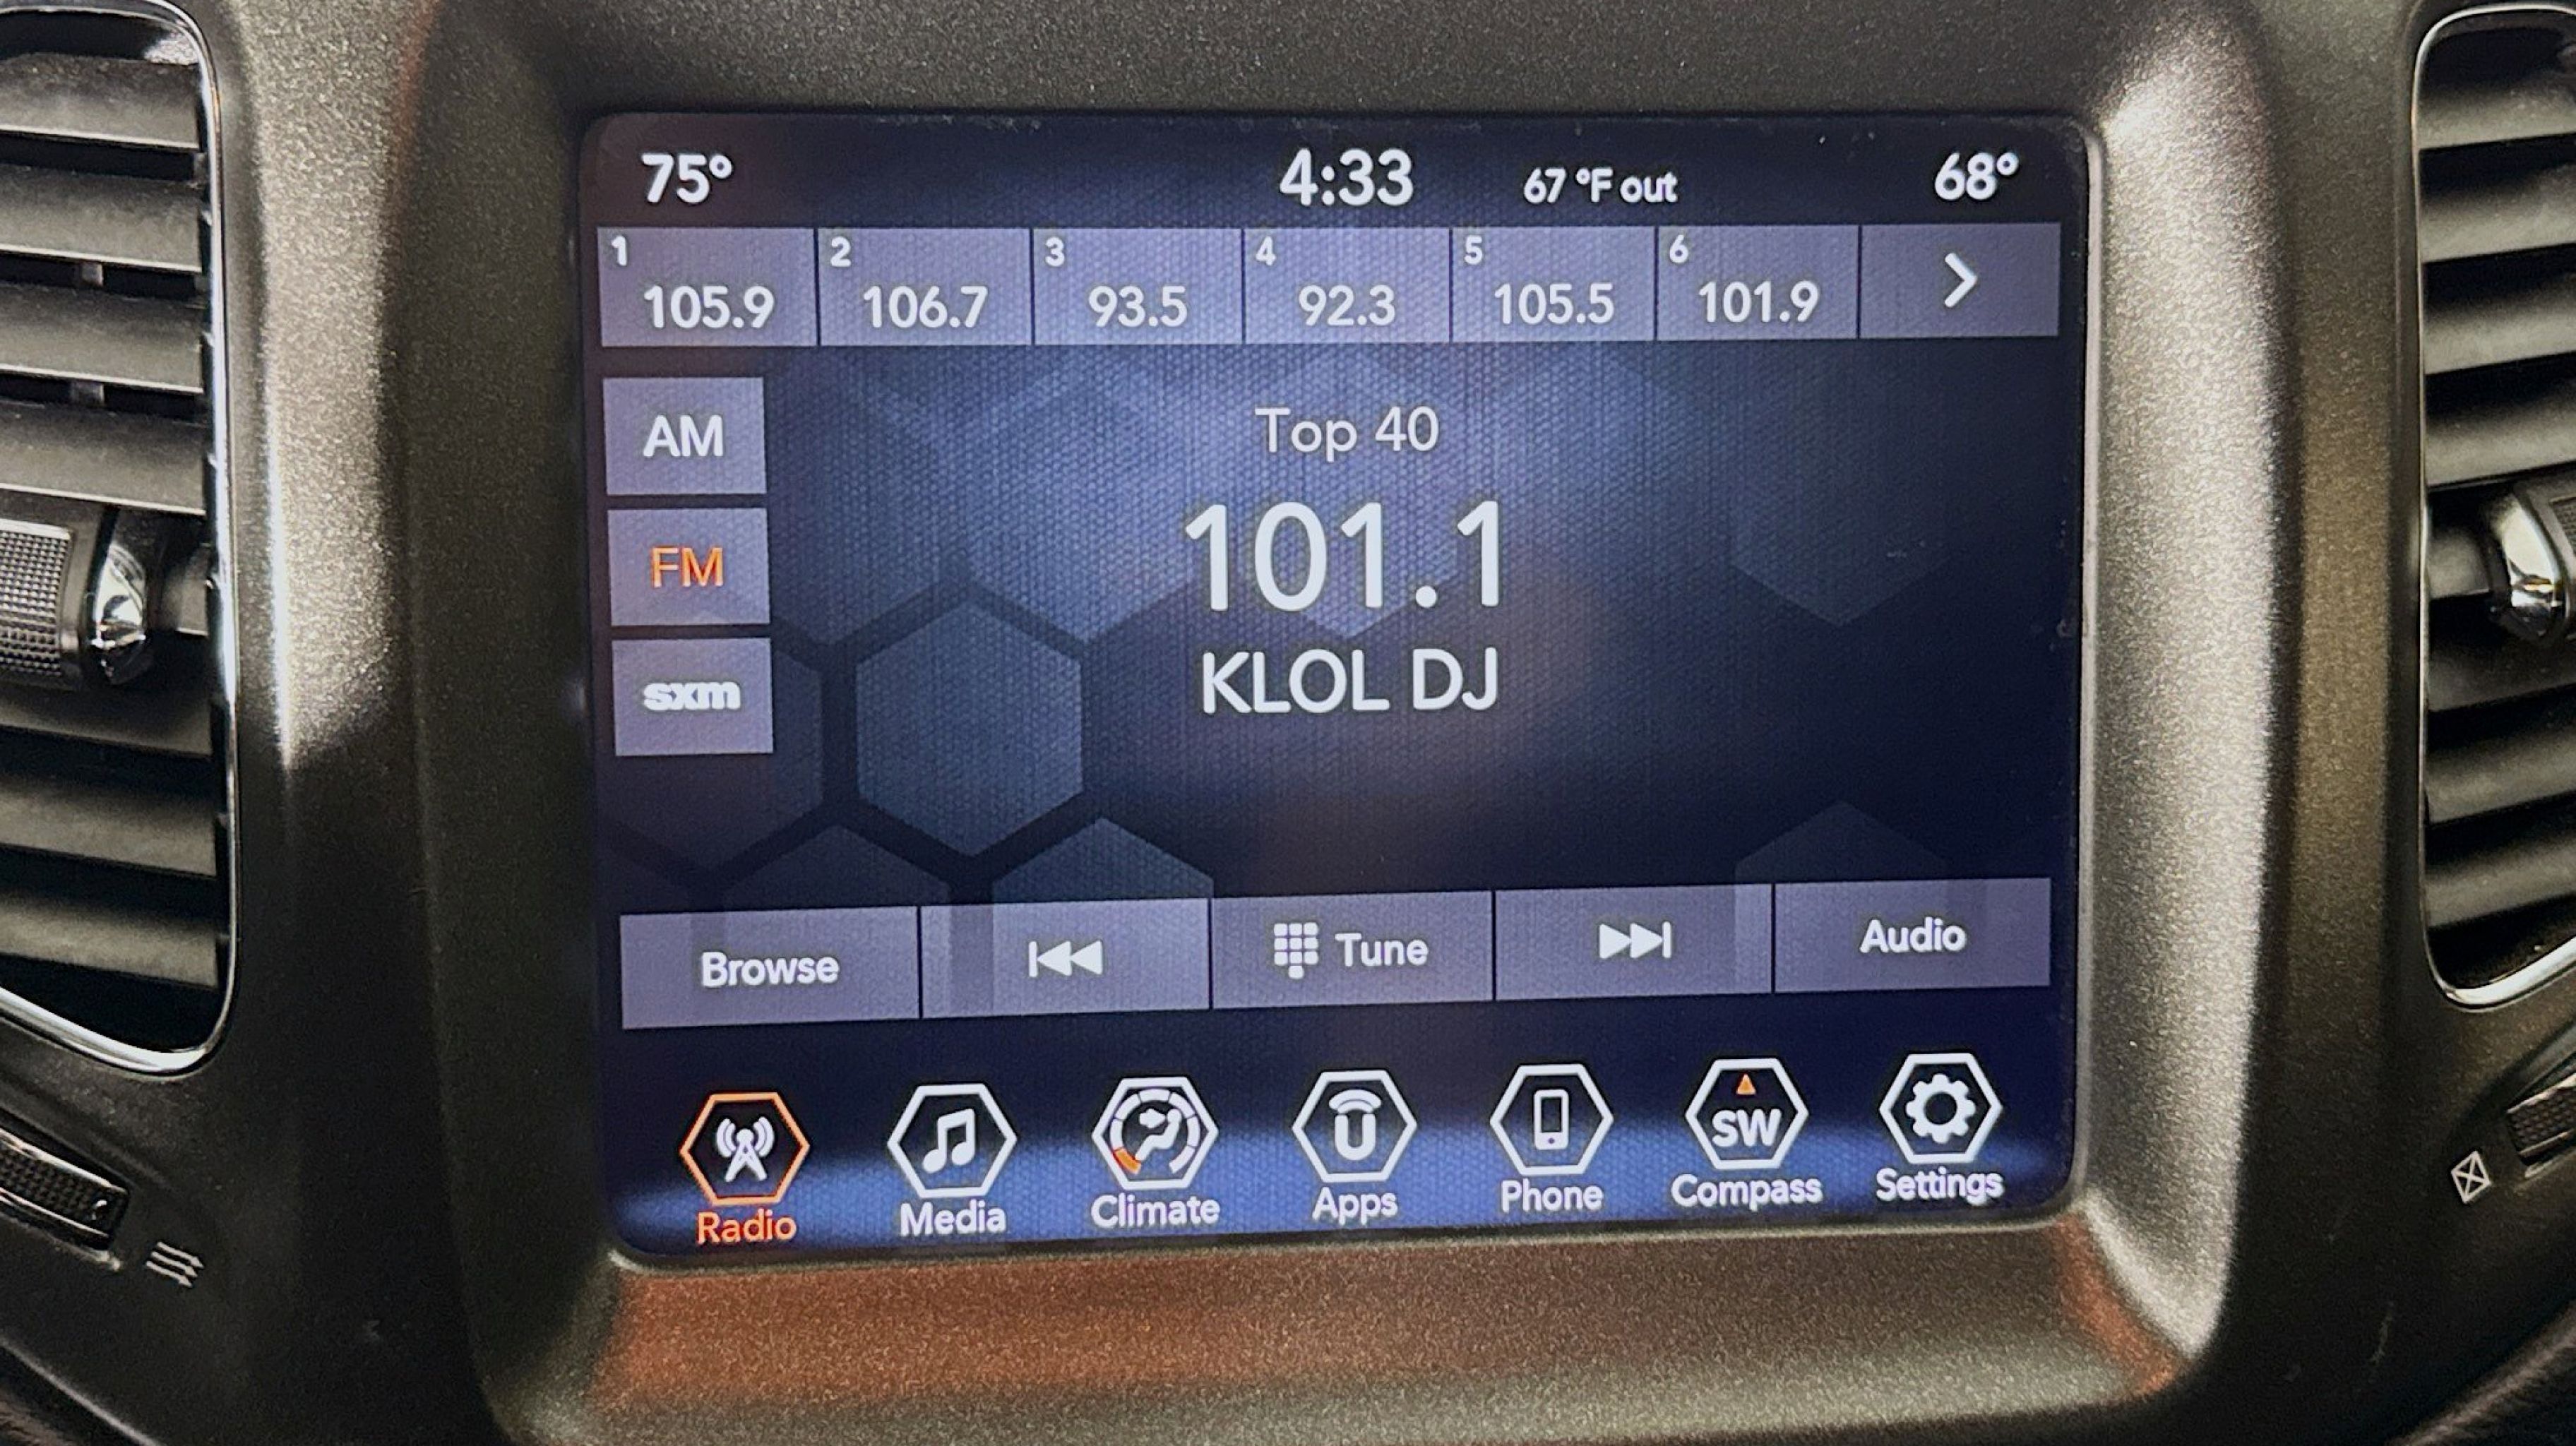 75° 4:33 67 °F out 68°
1 2 3 4 5 6
105.9 106.7 93.5 92.3 105.5 101.9
AM
FM
sxm
Top 40
101.1
KLOL DJ
Browse Tune Audio
SW
Radio Media Climate Apps Phone Compass Settings